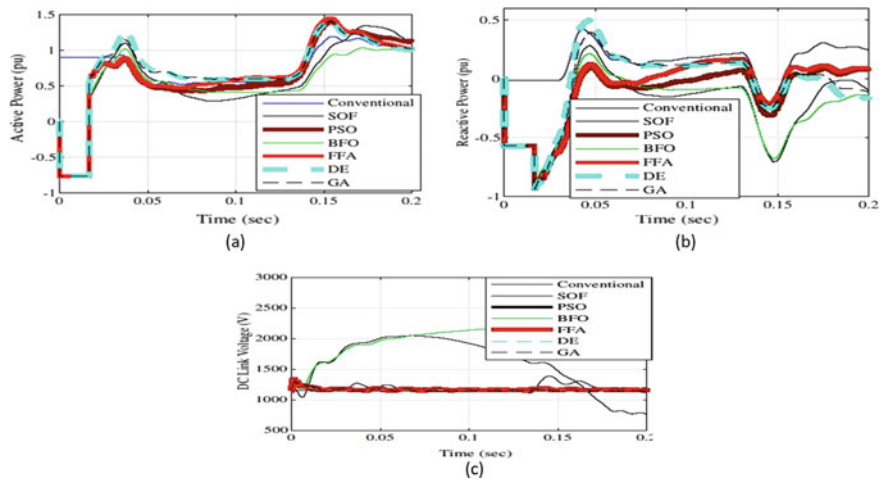 1.5
1
0.5
0
-0.5
-1
Active Power (pu)
Conventional
SOF
PSO
BFO
FFA
DE
GA
0
0.05
0.1
0.15
0.2
Time (sec)
(a)
0.5
0
-0.5
-1
Reactive Power (pu)
Conventional
SOF
PSO
BFO
FFA
DE
GA
0
0.05
0.1
0.15
0.2
Time (sec)
(b)
3000
2500
2000
1500
1000
500
DC Link Voltage (V)
Conventional
SOF
PSO
BFO
FFA
DE
GA
0
0.05
0.1
0.15
0.2
Time (sec)
(c)